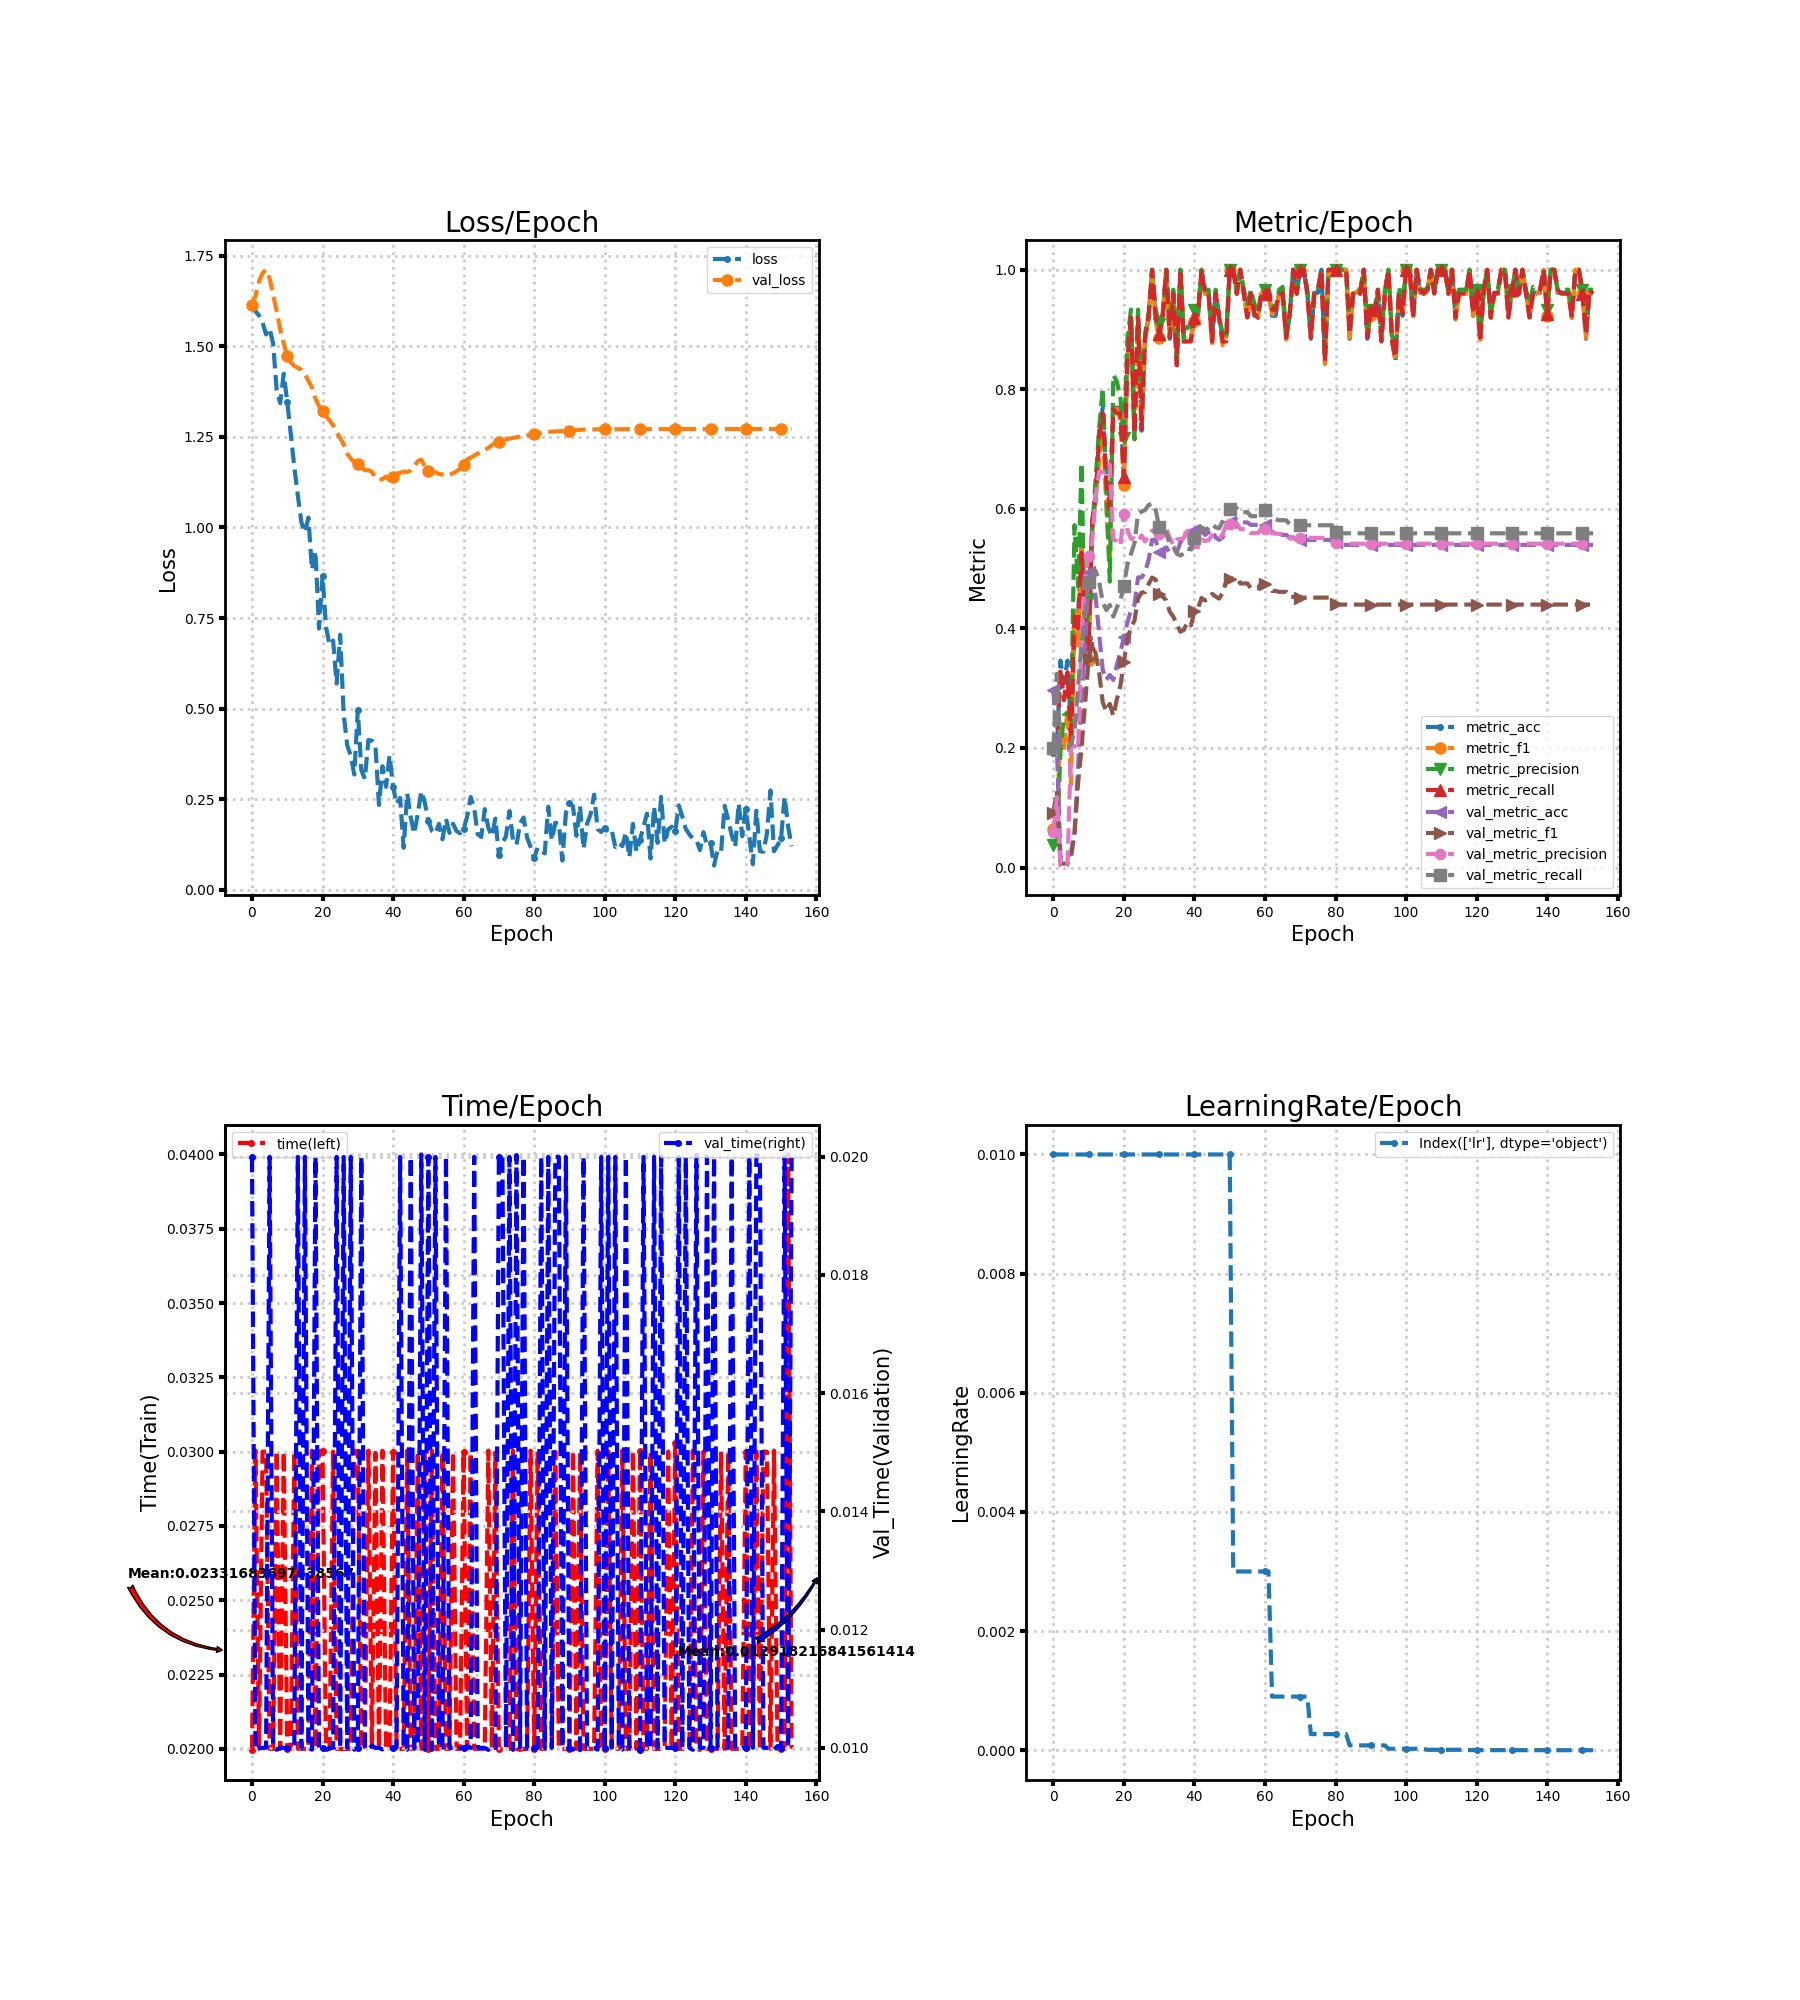 Loss/Epoch
loss
val_loss
1.75
1.50
1.25
1.00
0.75
0.50
0.25
0.00
Loss
0 20 40 60 80 100 120 140 160
Epoch
Metric/Epoch
1.0
0.8
0.6
0.4
0.2
0.0
Metric
metric_acc
metric_f1
metric_precision
metric_recall
val_metric_acc
val_metric_f1
val_metric_precision
val_metric_recall
0 20 40 60 80 100 120 140 160
Epoch
Time/Epoch
time(left)
val_time(right)
0.0400
0.0375
0.0350
0.0325
0.0300
0.0275
0.0250
0.0225
0.0200
Time(Train)
0.020
0.018
0.016
0.014
0.012
0.010
Val_Time(Validation)
Mean:0.012918216841561414
0 20 40 60 80 100 120 140 160
Epoch
LearningRate/Epoch
Index(['lr'], dtype='object')
0.010
0.008
0.006
0.004
0.002
0.000
LearningRate
0 20 40 60 80 100 120 140 160
Epoch